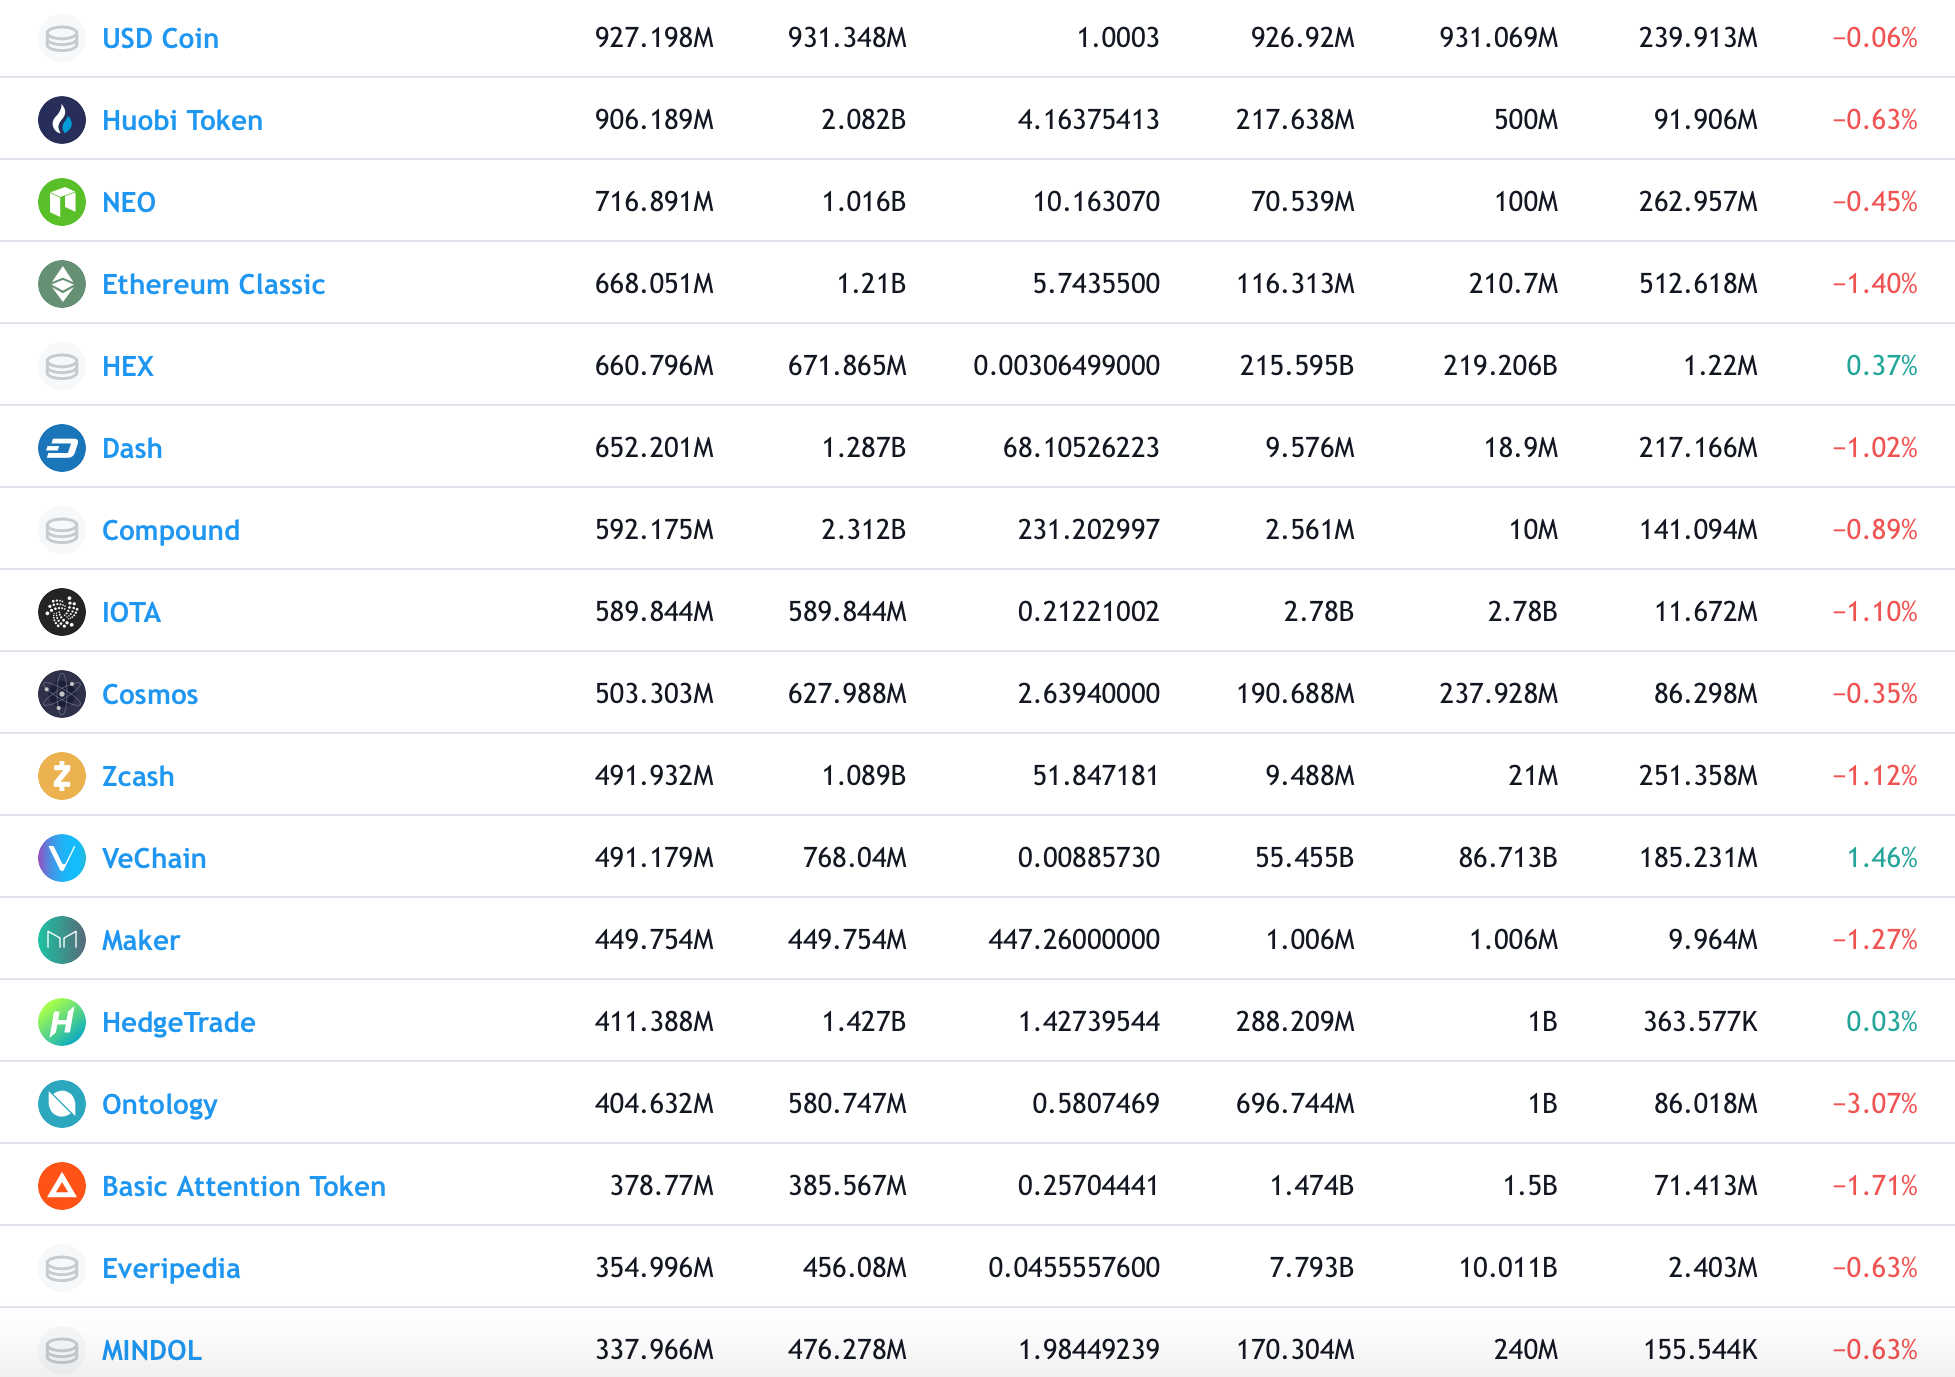 USD Coin 927.198M 931.348M 1.0003 926.92M 931.069M 239.913M −0.06%
Huobi Token 906.189M 2.082B 4.16375413 217.638M 500M 91.906M −0.63%
NEO 716.891M 1.016B 10.163070 70.539M 100M 262.957M −0.45%
Ethereum Classic 668.051M 1.21B 5.7435500 116.313M 210.7M 512.618M −1.40%
HEX 660.796M 671.865M 0.00306499000 215.595B 219.206B 1.22M 0.37%
Dash 652.201M 1.287B 68.10526223 9.576M 18.9M 217.166M −1.02%
Compound 592.175M 2.312B 231.202997 2.561M 10M 141.094M −0.89%
IOTA 589.844M 589.844M 0.21221002 2.78B 2.78B 11.672M −1.10%
Cosmos 503.303M 627.988M 2.63940000 190.688M 237.928M 86.298M −0.35%
Zcash 491.932M 1.089B 51.847181 9.488M 21M 251.358M −1.12%
VeChain 491.179M 768.04M 0.00885730 55.455B 86.713B 185.231M 1.46%
Maker 449.754M 449.754M 447.26000000 1.006M 1.006M 9.964M −1.27%
HedgeTrade 411.388M 1.427B 1.42739544 288.209M 1B 363.577K 0.03%
Ontology 404.632M 580.747M 0.5807469 696.744M 1B 86.018M −3.07%
Basic Attention Token 378.77M 385.567M 0.25704441 1.474B 1.5B 71.413M −1.71%
Everipedia 354.996M 456.08M 0.0455557600 7.793B 10.011B 2.403M −0.63%
MINDOL 337.966M 476.278M 1.98449239 170.304M 240M 155.544K −0.63%